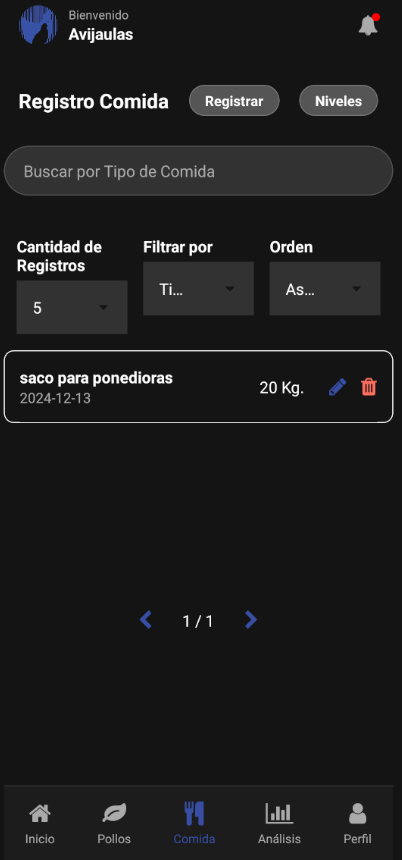 Bienvenido
Avijaulas
Registro Comida
Registrar
Niveles
Buscar por Tipo de Comida
Cantidad de
Registros
Filtrar por
Orden
5
Ti...
As...
saco para ponedioras
2024-12-13
20 Kg.
1 / 1
Inicio
Pollos
Comida
Análisis
Perfil